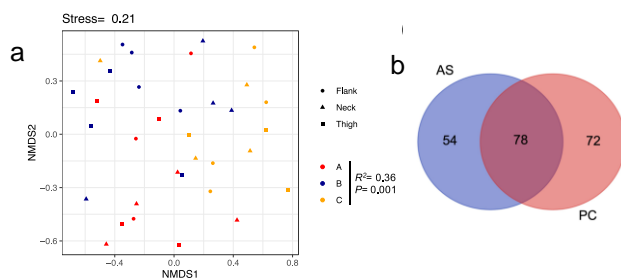 Stress= 0.21
a
NMDS2
0.3
0.0
−0.3
−0.6
−0.4
0.0
0.4
0.8
NMDS1
Flank
Neck
Thigh
A
B
C
R²= 0.36
P= 0.001
b
AS
54
78
72
PC